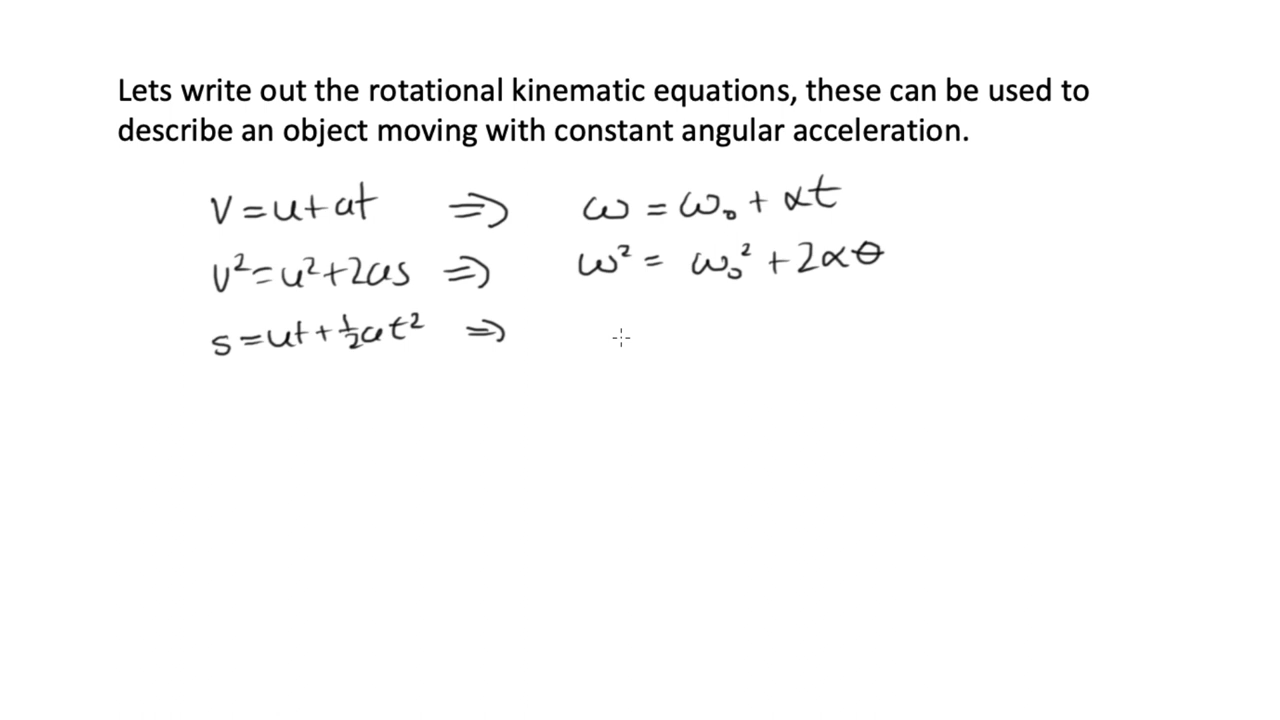 Lets write out the rotational kinematic equations, these can be used to
describe an object moving with constant angular acceleration.
v = u + at ⇒ ω = ω₀ + αt
v² = u² + 2as ⇒ ω² = ω₀² + 2αθ
s = ut + ½at² ⇒